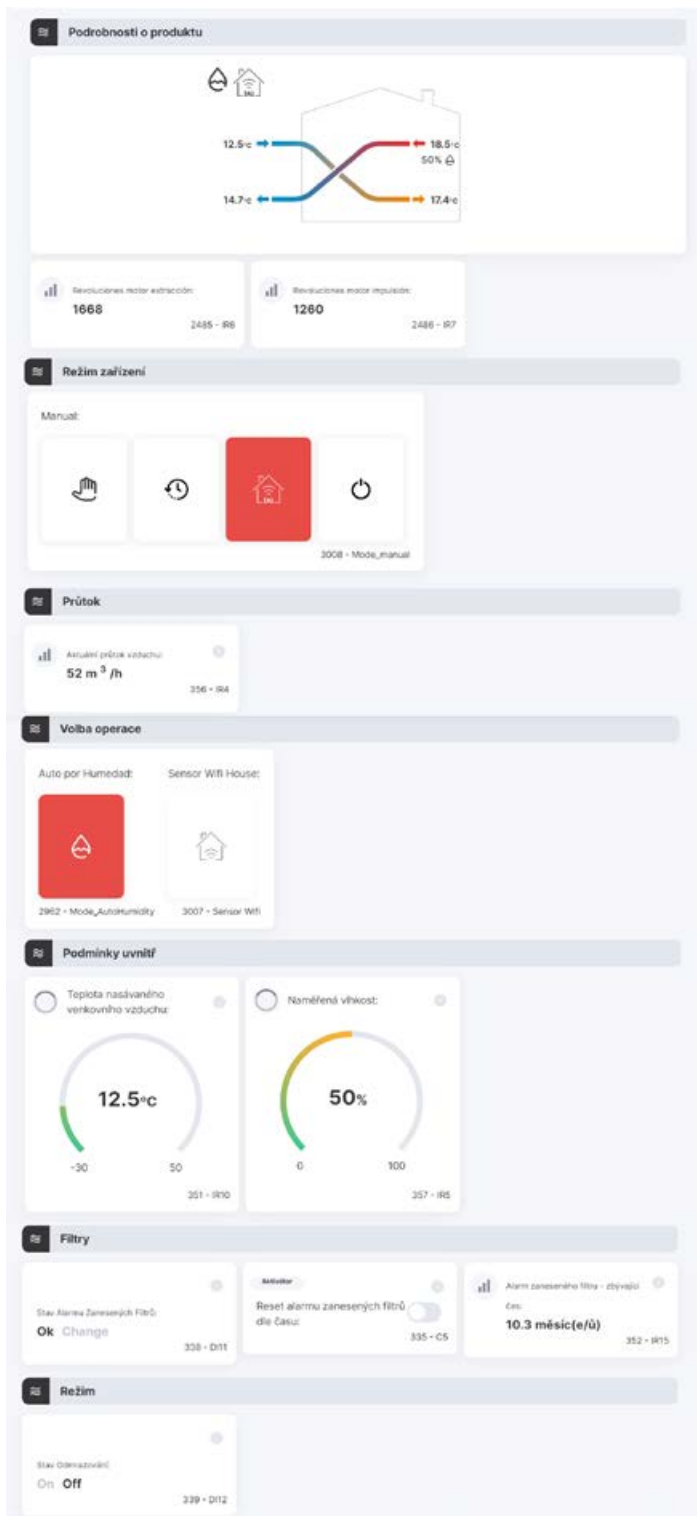 Podrobnosti o produktu
12.5°c
18.5°c
50%
14.7°c
17.4°c
Revoluciones motor extracción:
1668
2485 - IR6
Revoluciones motor impulsión:
1260
2486 - IR7
Režim zařízení
Manual:
3008 - Mode_manual
Průtok
Aktuální průtok vzduchu:
52 m³ /h
356 - IR4
Volba operace
Auto por Humedad:
Sensor Wifi House:
2962 - Mode_AutoHumidity
3007 - Sensor Wifi
Podmínky uvnitř
Teplota nasávaného
venkovního vzduchu:
12.5°c
-30
50
351 - IR10
Naměřená vlhkost:
50%
0
100
357 - IR5
Filtry
Stav Alarmu Zanesených Filtrů:
Ok Change
338 - DI11
Reset alarmu zanesených filtrů
dle času:
335 - C5
Alarm zaneseného filtru - zbývající
čas:
10.3 měsíc(e/ů)
352 - IR15
Režim
Stav Odmrazování:
On Off
339 - DI12